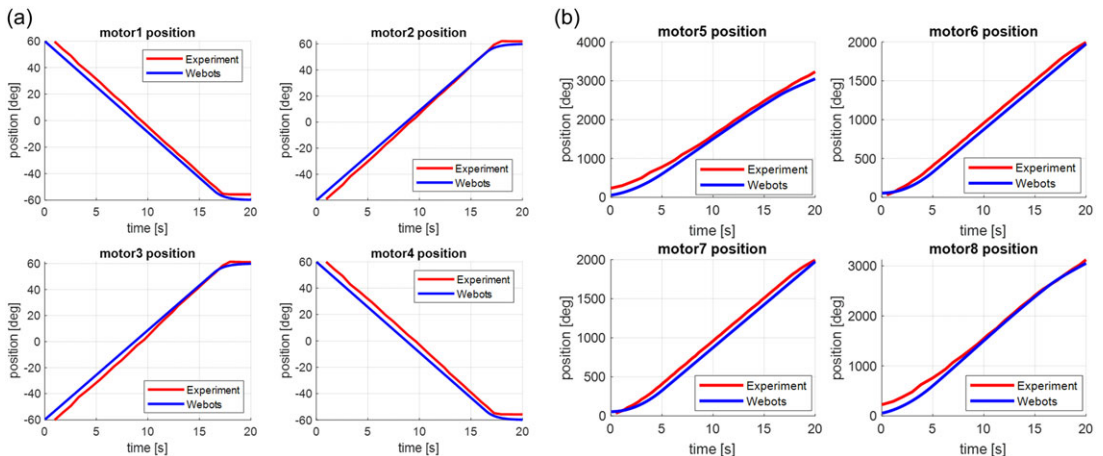 (a)
motor1 position
position [deg]
60
40
20
0
-20
-40
-60
0
5
10
15
20
time [s]
Experiment
Webots
motor2 position
position [deg]
60
40
20
0
-20
-40
0
5
10
15
20
time [s]
Experiment
Webots
motor3 position
position [deg]
60
40
20
0
-20
-40
-60
0
5
10
15
20
time [s]
Experiment
Webots
motor4 position
position [deg]
60
40
20
0
-20
-40
-60
0
5
10
15
20
time [s]
Experiment
Webots
(b)
motor5 position
position [deg]
4000
3000
2000
1000
0
0
5
10
15
20
time [s]
Experiment
Webots
motor6 position
position [deg]
2000
1500
1000
500
0
0
5
10
15
20
time [s]
Experiment
Webots
motor7 position
position [deg]
2000
1500
1000
500
0
0
5
10
15
20
time [s]
Experiment
Webots
motor8 position
position [deg]
3000
2000
1000
0
0
5
10
15
20
time [s]
Experiment
Webots